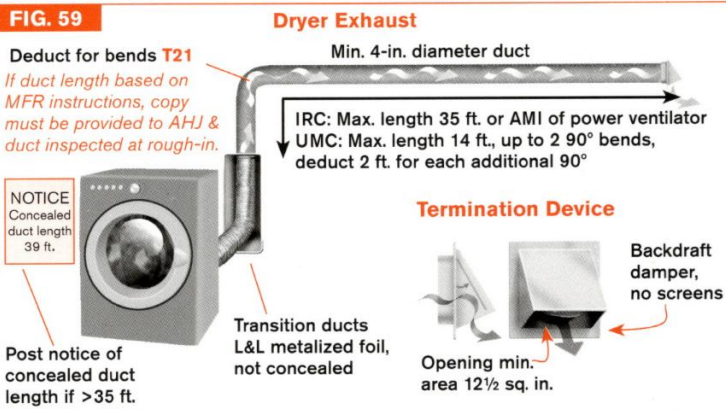 FIG. 59
Dryer Exhaust
Deduct for bends T21
If duct length based on
MFR instructions, copy
must be provided to AHJ &
duct inspected at rough-in.
Min. 4-in. diameter duct
IRC: Max. length 35 ft. or AMI of power ventilator
UMC: Max. length 14 ft., up to 2 90° bends,
deduct 2 ft. for each additional 90°
NOTICE
Concealed
duct length
39 ft.
Post notice of
concealed duct
length if >35 ft.
Transition ducts
L&L metalized foil,
not concealed
Termination Device
Backdraft
damper,
no screens
Opening min.
area 12½ sq. in.